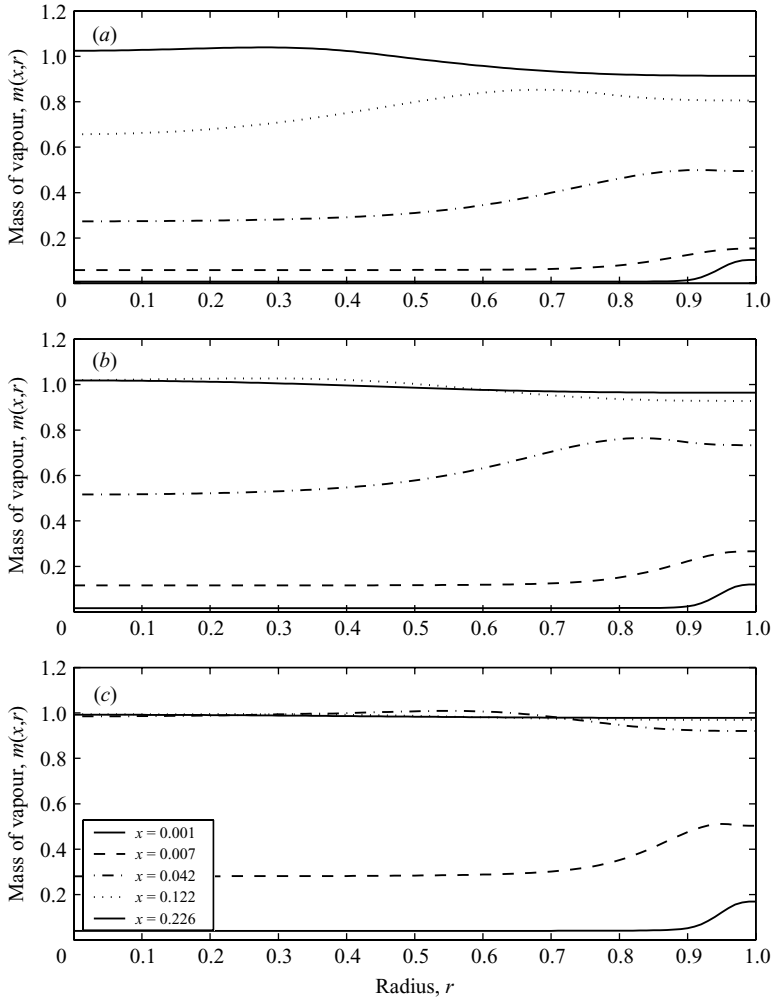 1.2
(a)
1.0
0.8
0.6
0.4
0.2
Mass of vapour, m(x,r)
0 0.1 0.2 0.3 0.4 0.5 0.6 0.7 0.8 0.9 1.0
1.2
(b)
1.0
0.8
0.6
0.4
0.2
Mass of vapour, m(x,r)
0 0.1 0.2 0.3 0.4 0.5 0.6 0.7 0.8 0.9 1.0
1.2
(c)
1.0
0.8
0.6
0.4
0.2
Mass of vapour, m(x,r)
x = 0.001
x = 0.007
x = 0.042
x = 0.122
x = 0.226
0 0.1 0.2 0.3 0.4 0.5 0.6 0.7 0.8 0.9 1.0
Radius, r